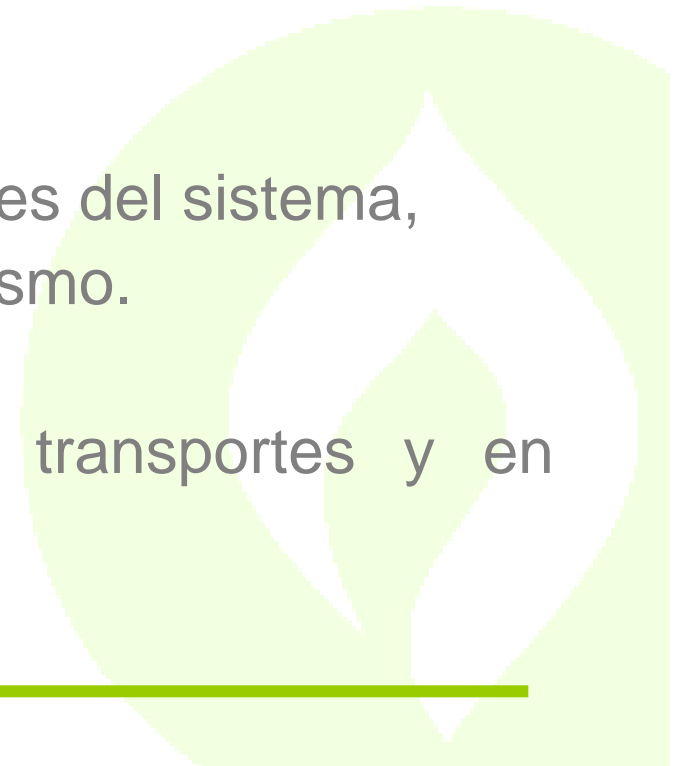 es del sistema,
smo.
transportes y en